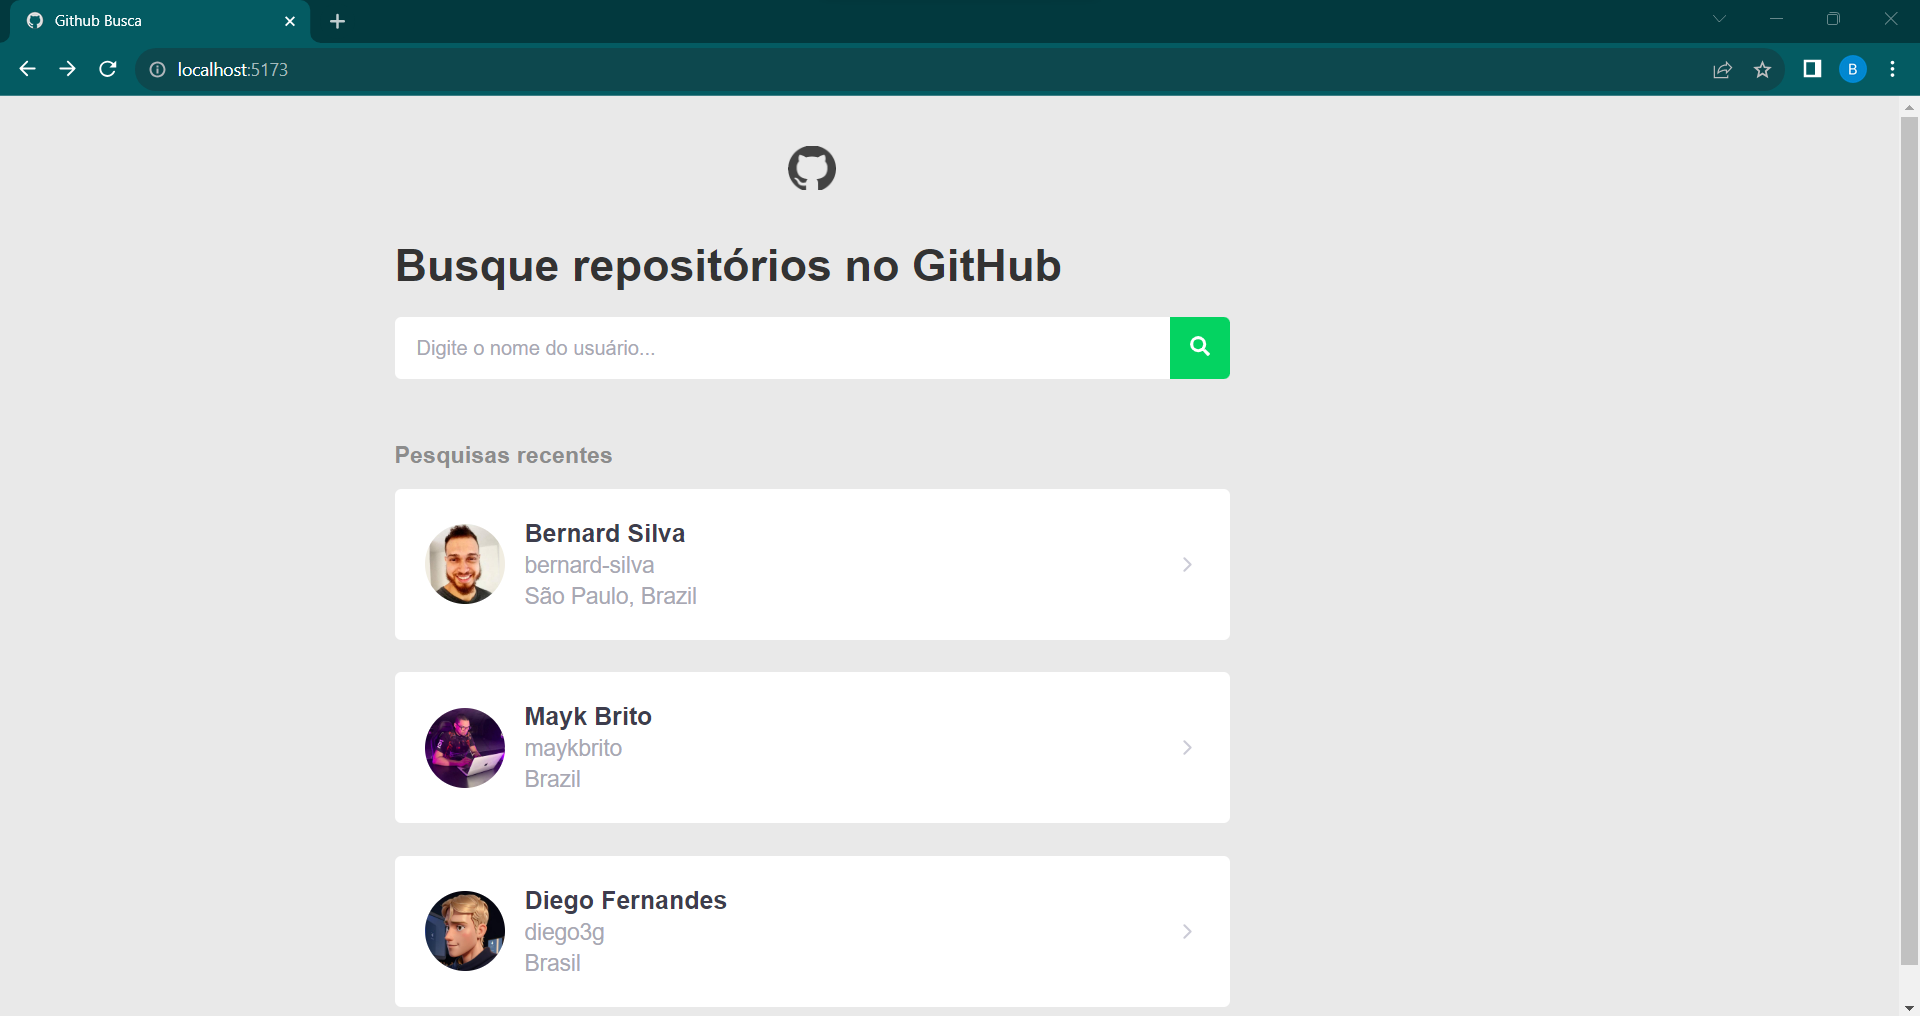 Github Busca
localhost:5173
B
Busque repositórios no GitHub
Digite o nome do usuário...
Pesquisas recentes
Bernard Silva
bernard-silva
São Paulo, Brazil
Mayk Brito
maykbrito
Brazil
Diego Fernandes
diego3g
Brasil